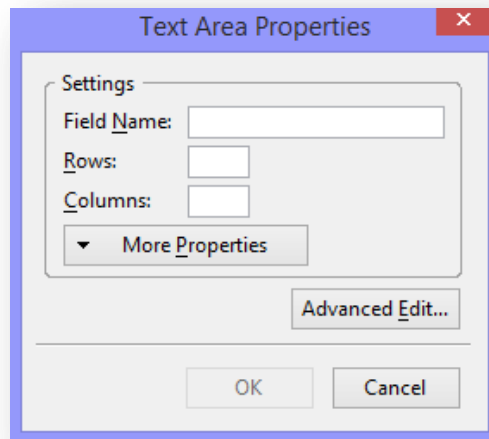 Text Area Properties
Settings
Field Name:
Rows:
Columns:
More Properties
Advanced Edit...
OK
Cancel